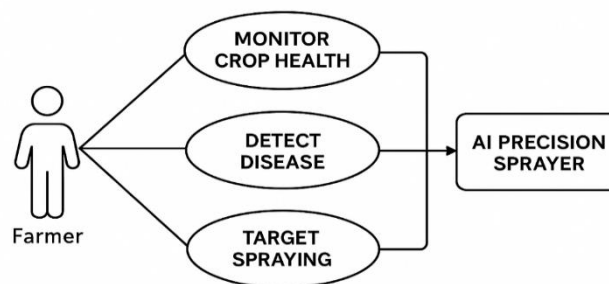 MONITOR
CROP HEALTH
DETECT
DISEASE
TARGET
SPRAYING
AI PRECISION
SPRAYER
Farmer